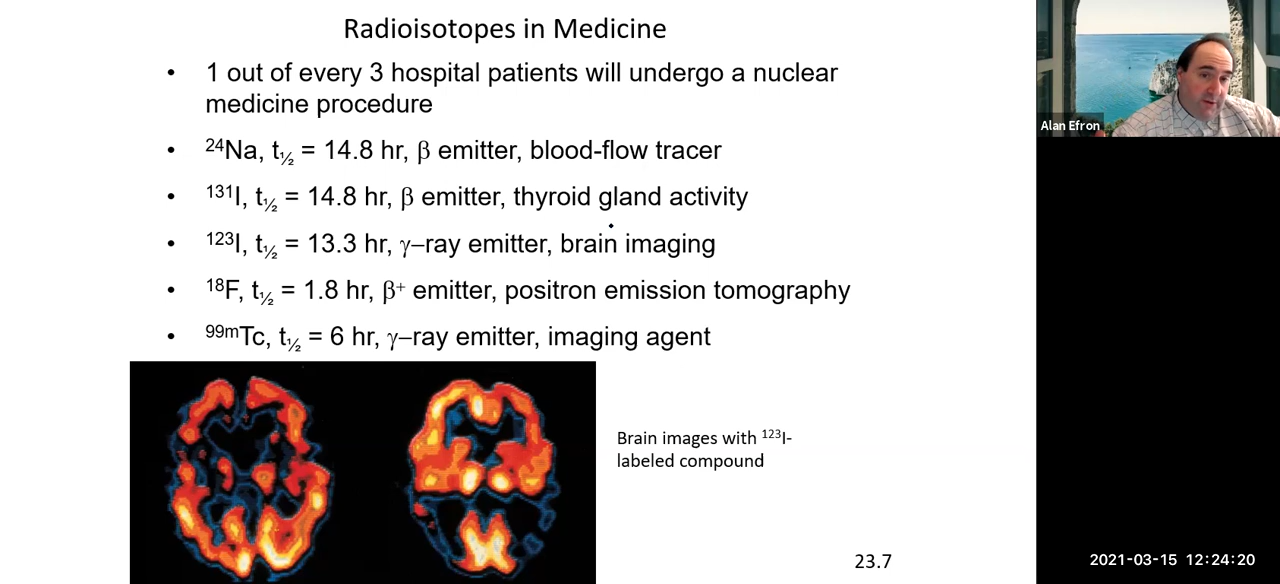 Radioisotopes in Medicine
• 1 out of every 3 hospital patients will undergo a nuclear
medicine procedure
• ²⁴Na, t½ = 14.8 hr, β emitter, blood-flow tracer
• ¹³¹I, t½ = 14.8 hr, β emitter, thyroid gland activity
• ¹²³I, t½ = 13.3 hr, γ–ray emitter, brain imaging
• ¹⁸F, t½ = 1.8 hr, β⁺ emitter, positron emission tomography
• ⁹⁹ᵐTc, t½ = 6 hr, γ–ray emitter, imaging agent
Brain images with ¹²³I-
labeled compound
23.7
Alan Efron
2021-03-15 12:24:20